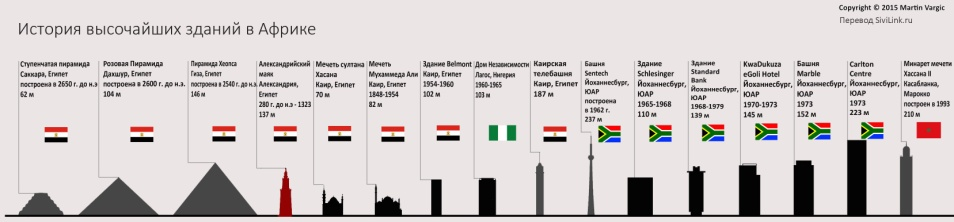 Copyright © 2015 Martin Vargic
Перевод SiviLink.ru
История высочайших зданий в Африке
Ступенчатая пирамида
Саккара, Египет
построена в 2650 г. до н.э
62 м
Розовая Пирамида
Дахшур, Египет
построена в 2600 г. до н.э.
104 м
Пирамида Хеопса
Гиза, Египет
построена в 2540 г. до н.э.
146 м
Александрийский
маяк
Александрия,
Египет
280 г. до н.э - 1323
137 м
Мечеть султана
Хасана
Каир, Египет
70 м
Мечеть
Мухаммеда Али
Каир, Египет
1848-1954
82 м
Здание Belmont
Каир, Египет
1954-1960
102 м
Дом Независимости
Лагос, Нигерия
1960-1965
103 м
Каирская
телебашня
Каир, Египет
187 м
Башня
Sentech
Йоханнесбург,
ЮАР
построена
в 1962 г.
237 м
Здание
Schlesinger
Йоханнесбург,
ЮАР
1965-1968
110 м
Здание
Standard
Bank
Йоханнесбург,
ЮАР
1968-1979
139 м
KwaDukuza
eGoli Hotel
Йоханнесбург,
ЮАР
1970-1973
145 м
Башня
Marble
Йоханнесбург,
ЮАР
1973
152 м
Carlton
Centre
Йоханнесбург,
ЮАР
1973
223 м
Минарет мечети
Хассана II
Касабланка,
Марокко
построен в 1993
210 м